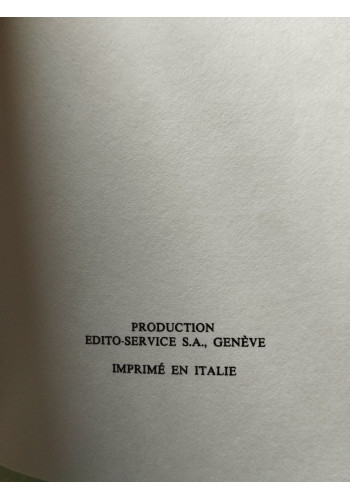 PRODUCTION
EDITO-SERVICE S.A., GENÈVE
IMPRIMÉ EN ITALIE